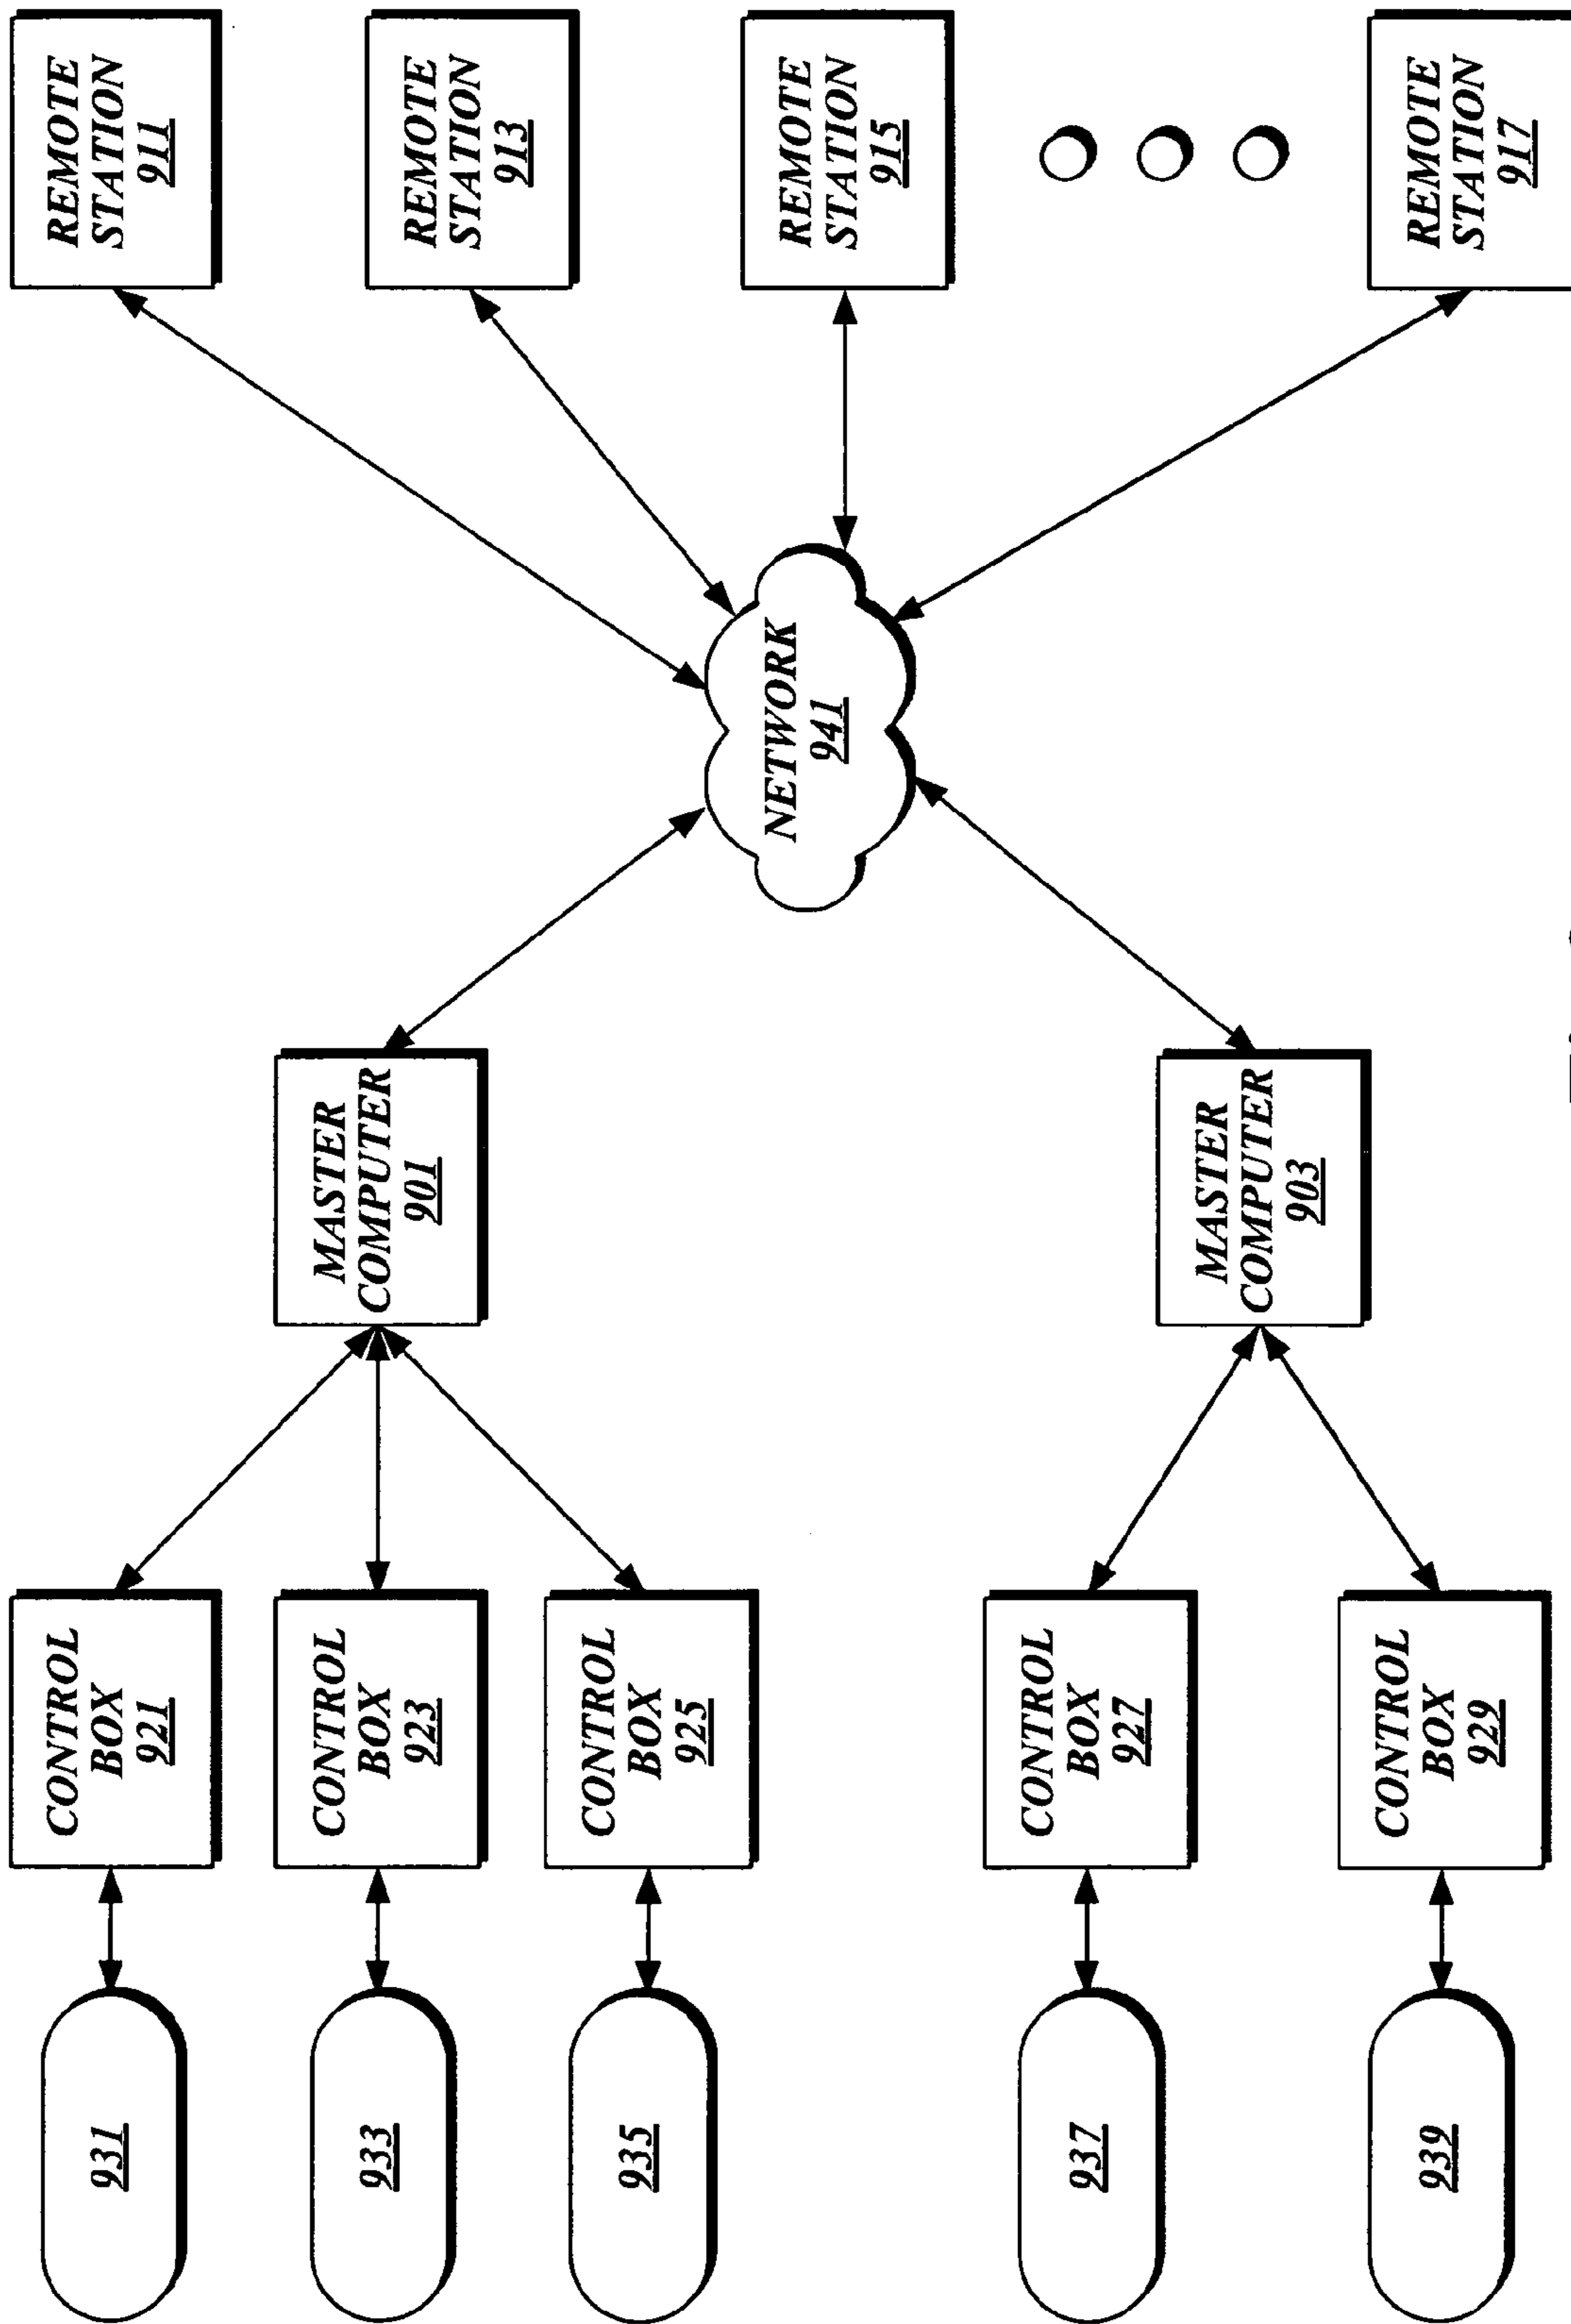 REMOTE
STATION
911
REMOTE
STATION
913
REMOTE
STATION
915
REMOTE
STATION
917
NETWORK
941
MASTER
COMPUTER
901
MASTER
COMPUTER
903
CONTROL
BOX
921
CONTROL
BOX
923
CONTROL
BOX
925
CONTROL
BOX
927
CONTROL
BOX
929
931
933
935
937
939